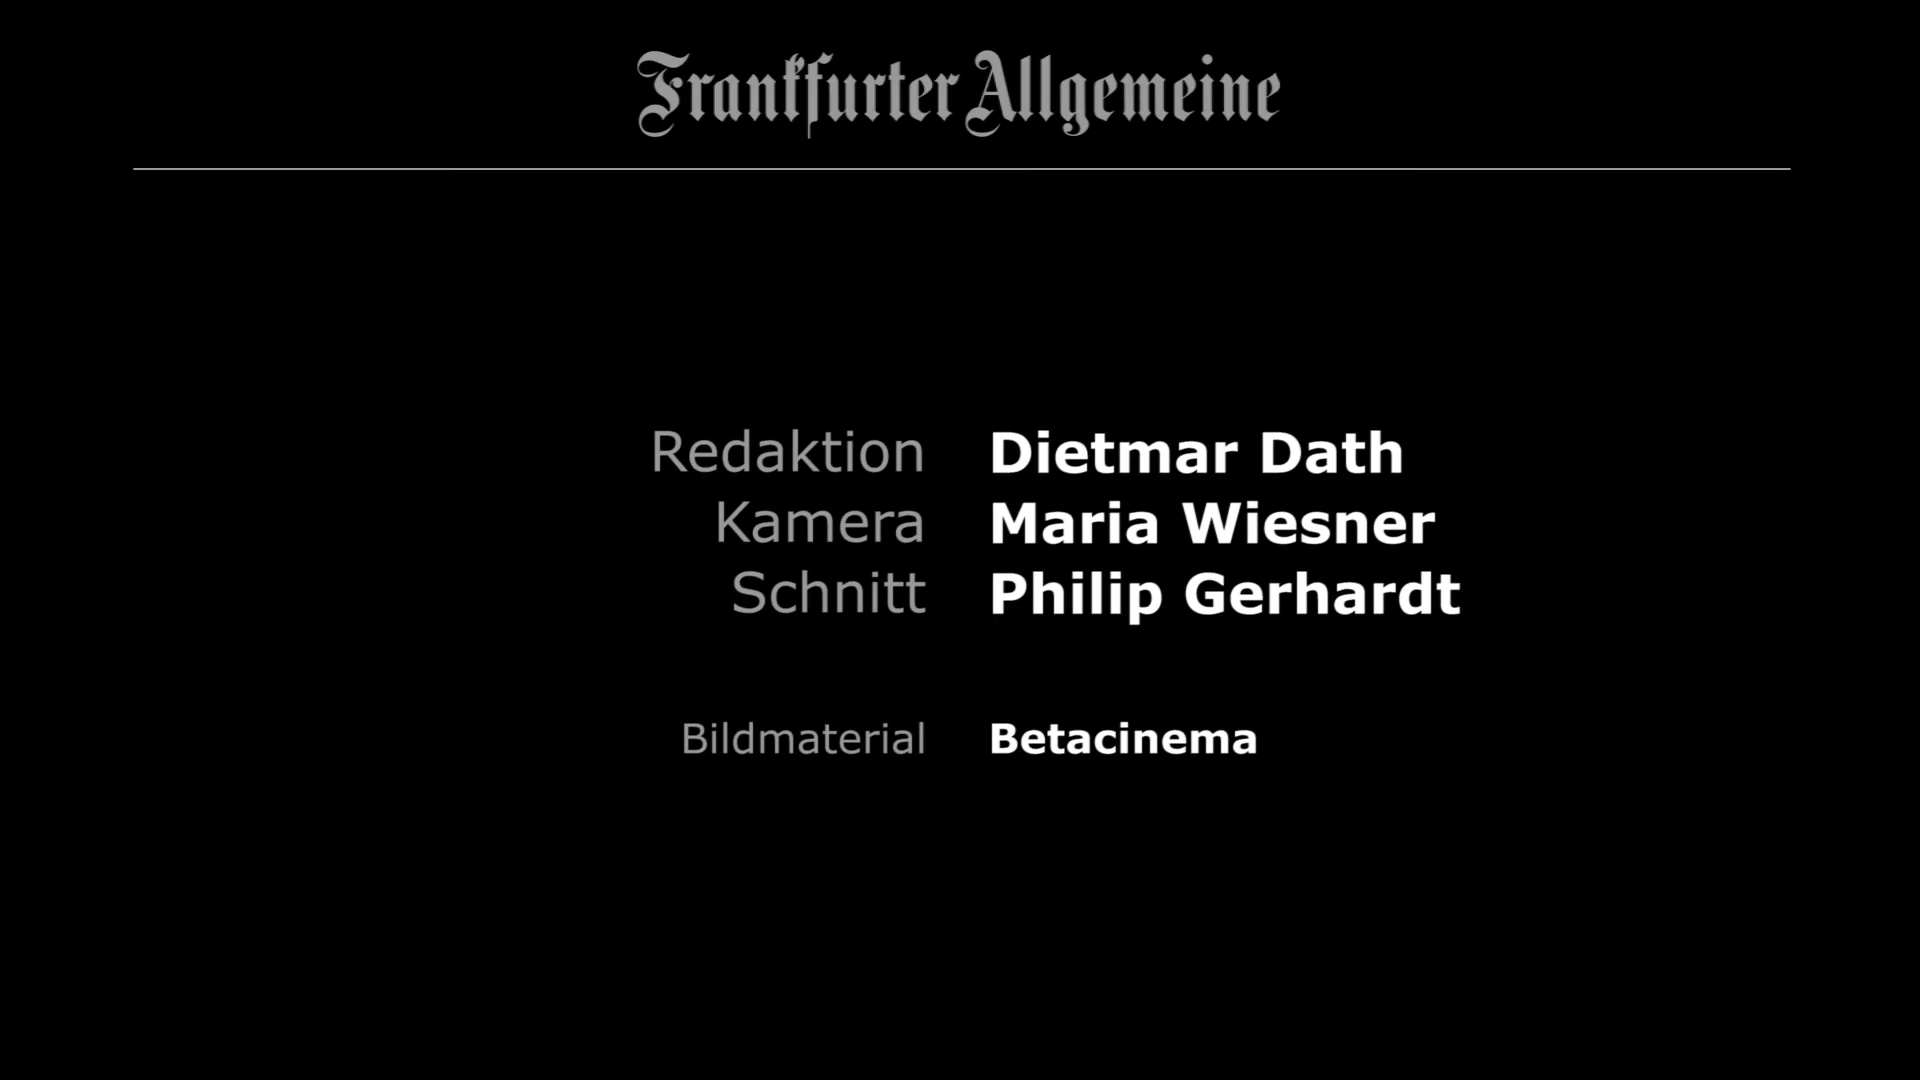 Frankfurter Allgemeine
Redaktion Dietmar Dath
Kamera Maria Wiesner
Schnitt Philip Gerhardt
Bildmaterial Betacinema